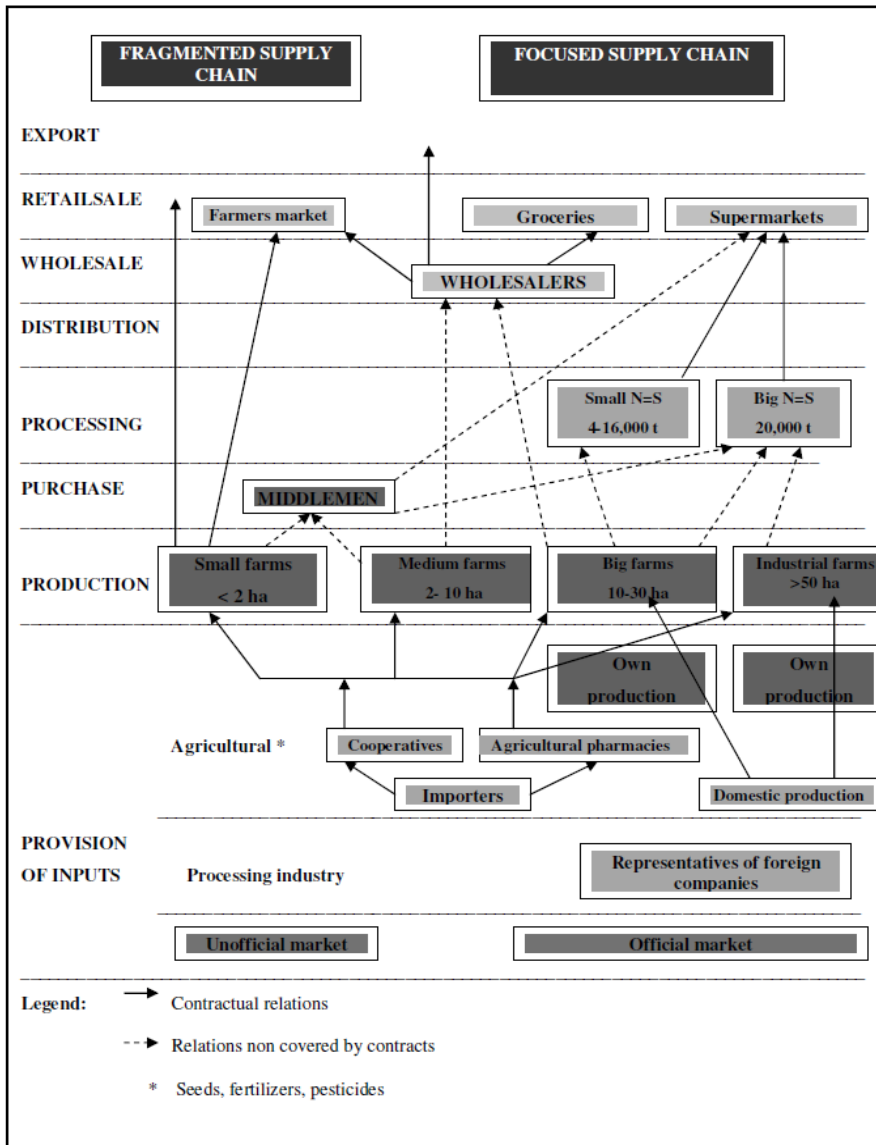 FRAGMENTED SUPPLY
CHAIN
FOCUSED SUPPLY CHAIN
EXPORT
RETAILSALE
Farmers market
Groceries
Supermarkets
WHOLESALE
WHOLESALERS
DISTRIBUTION
PROCESSING
Small N=S
4-16,000 t
Big N=S
20,000 t
PURCHASE
MIDDLEMEN
PRODUCTION
Small farms
< 2 ha
Medium farms
2- 10 ha
Big farms
10-30 ha
Industrial farms
>50 ha
Own
production
Own
production
Agricultural *
Cooperatives
Agricultural pharmacies
Importers
Domestic production
PROVISION
OF INPUTS
Processing industry
Representatives of foreign
companies
Unofficial market
Official market
Legend:
Contractual relations
Relations non covered by contracts
* Seeds, fertilizers, pesticides